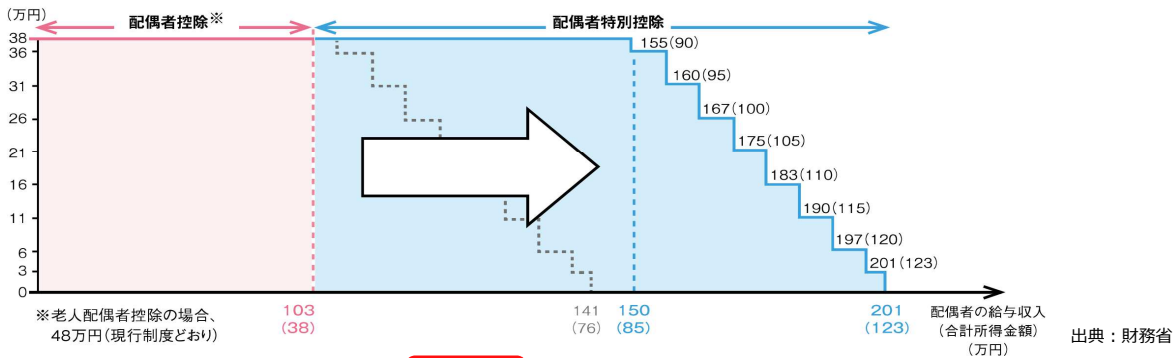 (万円)
配偶者控除※
配偶者特別控除
38
36
31
26
21
16
11
6
3
0
155(90)
160(95)
167(100)
175(105)
183(110)
190(115)
197(120)
201(123)
103
(38)
141
(76)
150
(85)
201
(123)
配偶者の給与収入
(合計所得金額)
(万円)
※老人配偶者控除の場合、
48万円(現行制度どおり)
出典:財務省